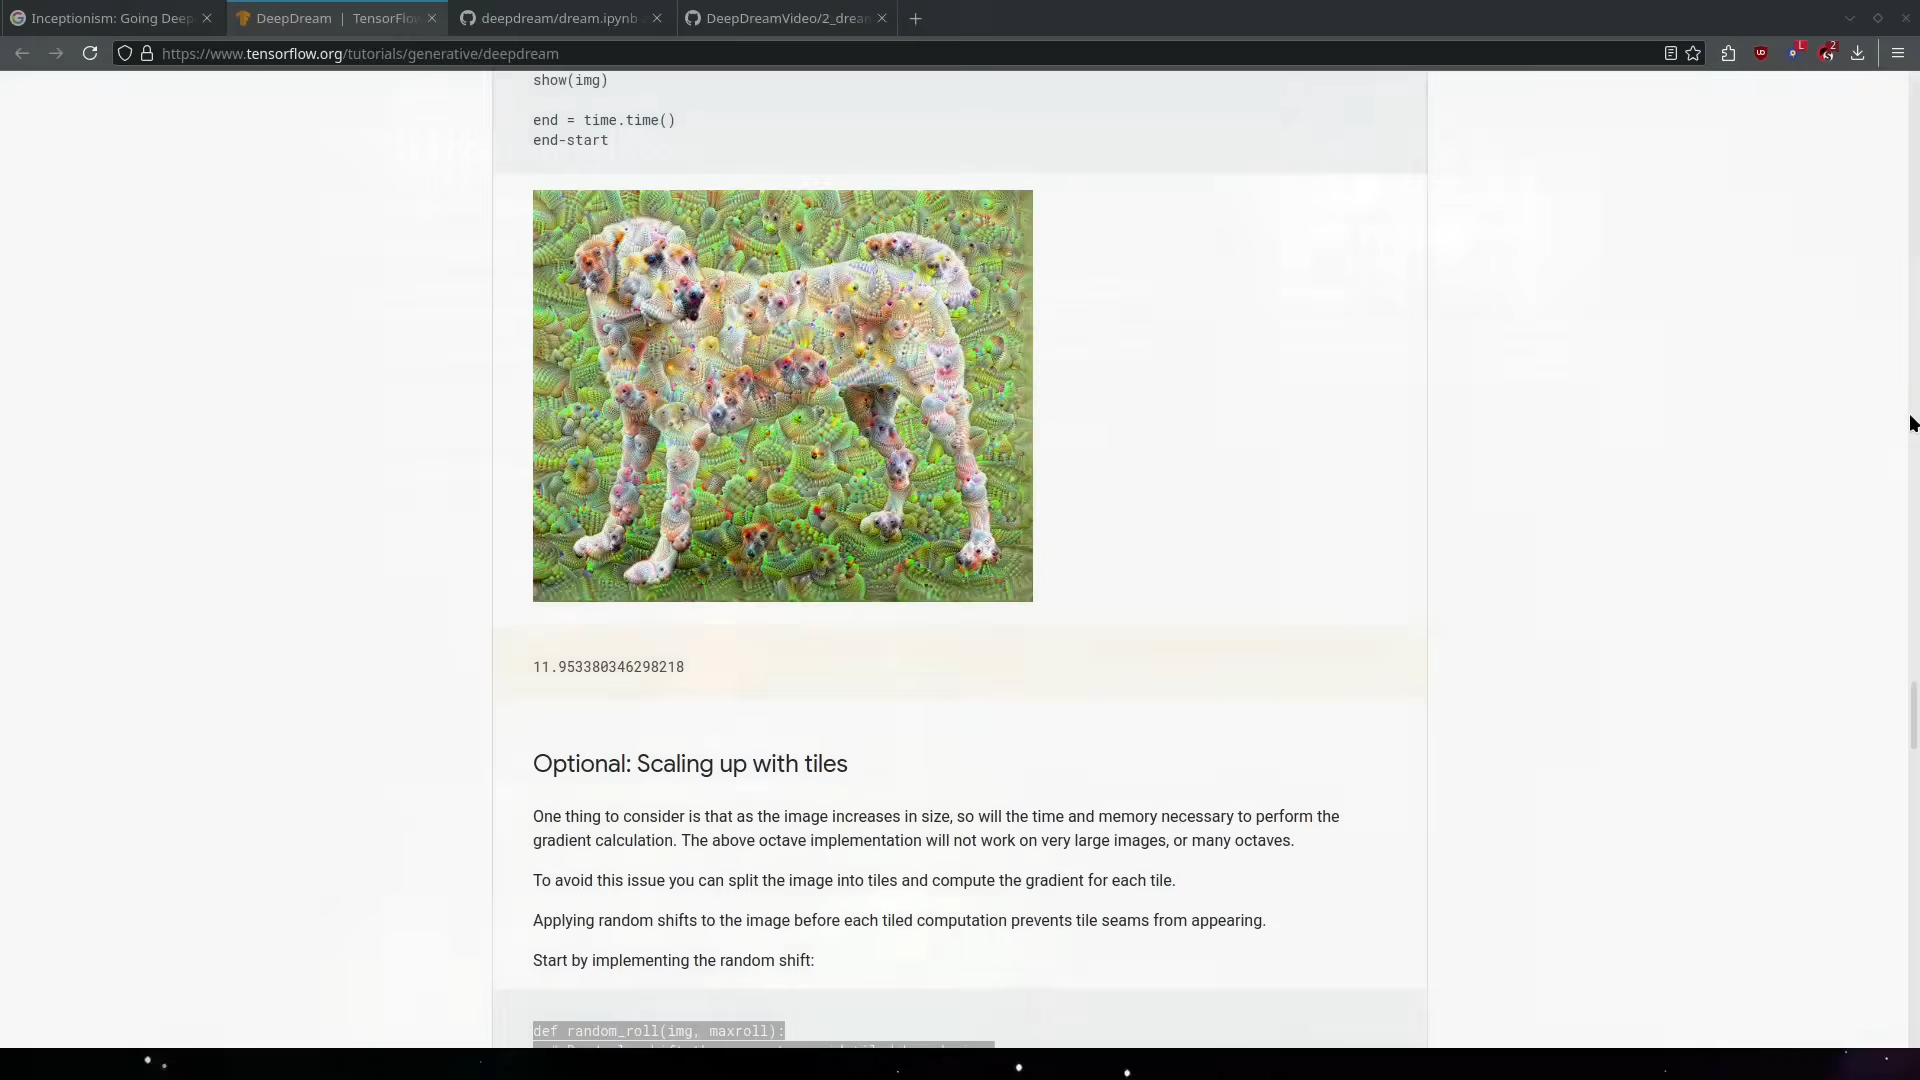 Inceptionism: Going Deep
DeepDream | TensorFlow
deepdream/dream.ipynb
DeepDreamVideo/2_drea
https://www.tensorflow.org/tutorials/generative/deepdream
L
2
show(img)
end = time.time()
end-start
11.953380346298218
Optional: Scaling up with tiles
One thing to consider is that as the image increases in size, so will the time and memory necessary to perform the
gradient calculation. The above octave implementation will not work on very large images, or many octaves.
To avoid this issue you can split the image into tiles and compute the gradient for each tile.
Applying random shifts to the image before each tiled computation prevents tile seams from appearing.
Start by implementing the random shift:
def random_roll(img, maxroll):